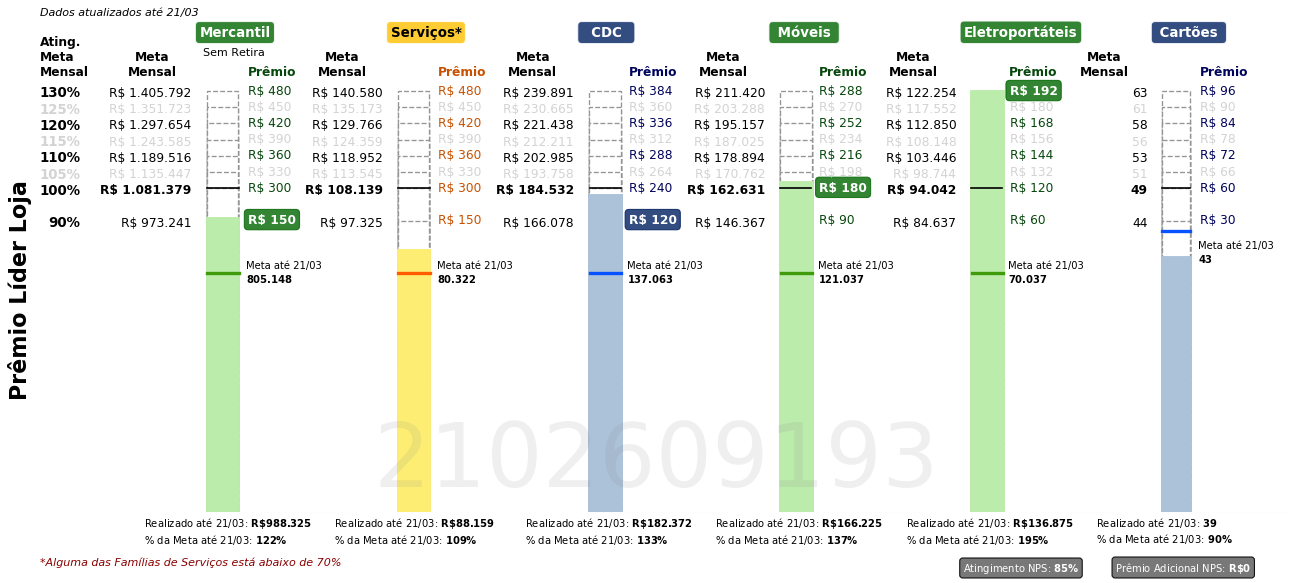 Dados atualizados até 21/03
Mercantil Serviços* CDC Móveis Eletroportáteis Cartões
Sem Retira
Ating. Meta Mensal Meta Mensal Prêmio Meta Mensal Prêmio Meta Mensal Prêmio Meta Mensal Prêmio Meta Mensal Prêmio Meta Mensal Prêmio
130% R$ 1.405.792 R$ 480 R$ 140.580 R$ 480 R$ 239.891 R$ 384 R$ 211.420 R$ 288 R$ 122.254 R$ 192 63 R$ 96
125% R$ 1.351.723 R$ 450 R$ 135.173 R$ 450 R$ 230.665 R$ 360 R$ 203.288 R$ 270 R$ 117.552 R$ 180 61 R$ 90
120% R$ 1.297.654 R$ 420 R$ 129.766 R$ 420 R$ 221.438 R$ 336 R$ 195.157 R$ 252 R$ 112.850 R$ 168 58 R$ 84
115% R$ 1.243.585 R$ 390 R$ 124.359 R$ 390 R$ 212.211 R$ 312 R$ 187.025 R$ 234 R$ 108.148 R$ 156 56 R$ 78
110% R$ 1.189.516 R$ 360 R$ 118.952 R$ 360 R$ 202.985 R$ 288 R$ 178.894 R$ 216 R$ 103.446 R$ 144 53 R$ 72
105% R$ 1.135.447 R$ 330 R$ 113.545 R$ 330 R$ 193.758 R$ 264 R$ 170.762 R$ 198 R$ 98.744 R$ 132 51 R$ 66
100% R$ 1.081.379 R$ 300 R$ 108.139 R$ 300 R$ 184.532 R$ 240 R$ 162.631 R$ 180 R$ 94.042 R$ 120 49 R$ 60
90% R$ 973.241 R$ 150 R$ 97.325 R$ 150 R$ 166.078 R$ 120 R$ 146.367 R$ 90 R$ 84.637 R$ 60 44 R$ 30
Meta até 21/03
43
Meta até 21/03 Meta até 21/03 Meta até 21/03 Meta até 21/03 Meta até 21/03
805.148 80.322 137.063 121.037 70.037
Prêmio Líder Loja
2102609193
Realizado até 21/03: R$988.325 Realizado até 21/03: R$88.159 Realizado até 21/03: R$182.372 Realizado até 21/03: R$166.225 Realizado até 21/03: R$136.875 Realizado até 21/03: 39
% da Meta até 21/03: 122% % da Meta até 21/03: 109% % da Meta até 21/03: 133% % da Meta até 21/03: 137% % da Meta até 21/03: 195% % da Meta até 21/03: 90%
*Alguma das Famílias de Serviços está abaixo de 70%
Atingimento NPS: 85% Prêmio Adicional NPS: R$0